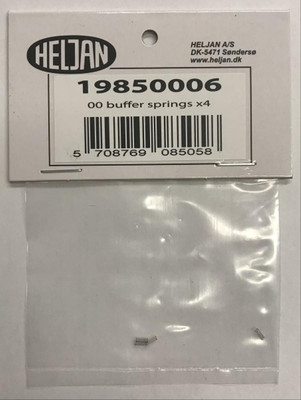 HELJAN
HELJAN A/S
DK-5471 Søndersø
www.heljan.dk
19850006
00 buffer springs x4
5 708769 085058